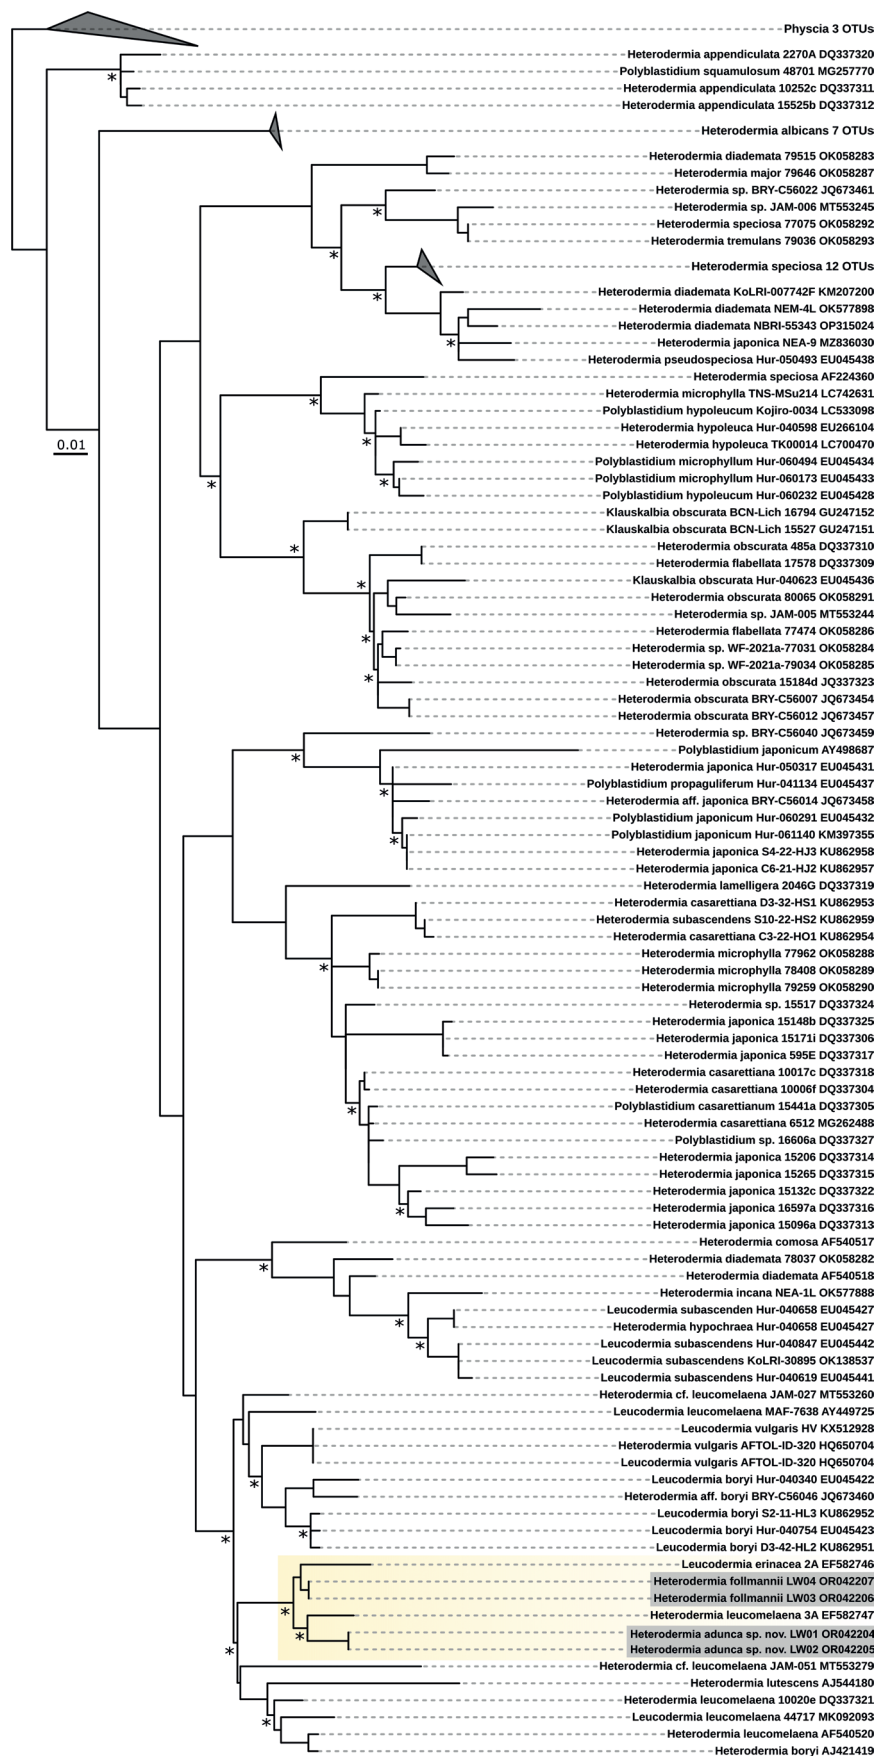 Physcia 3 OTUs
Heterodermia appendiculata 2270A DQ337320
*
Polyblastidium squamulosum 48701 MG257770
Heterodermia appendiculata 10252c DQ337311
Heterodermia appendiculata 15525b DQ337312
Heterodermia albicans 7 OTUs
Heterodermia diademata 79515 OK058283
Heterodermia major 79646 OK058287
Heterodermia sp. BRY-C56022 JQ673461
*
Heterodermia sp. JAM-006 MT553245
Heterodermia speciosa 77075 OK058292
Heterodermia tremulans 79036 OK058293
*
Heterodermia speciosa 12 OTUs
*
Heterodermia diademata KoLRI-007742F KM207200
Heterodermia diademata NEM-4L OK577898
Heterodermia diademata NBRI-55343 OP315024
*
Heterodermia japonica NEA-9 MZ836030
Heterodermia pseudospeciosa Hur-050493 EU045438
Heterodermia speciosa AF224360
*
Heterodermia microphylla TNS-MSu214 LC742631
Polyblastidium hypoleucum Kojiro-0034 LC533098
Heterodermia hypoleuca Hur-040598 EU266104
*
0.01
Heterodermia hypoleuca TK00014 LC700470
Polyblastidium microphyllum Hur-060494 EU045434
*
*
Polyblastidium microphyllum Hur-060173 EU045433
Polyblastidium hypoleucum Hur-060232 EU045428
Klauskalbia obscurata BCN-Lich 16794 GU247152
Klauskalbia obscurata BCN-Lich 15527 GU247151
*
Heterodermia obscurata 485a DQ337310
Heterodermia flabellata 17578 DQ337309
*
Klauskalbia obscurata Hur-040623 EU045436
Heterodermia obscurata 80065 OK058291
Heterodermia sp. JAM-005 MT553244
*
Heterodermia flabellata 77474 OK058286
Heterodermia sp. WF-2021a-77031 OK058284
Heterodermia sp. WF-2021a-79034 OK058285
*
Heterodermia obscurata 15184d JQ337323
Heterodermia obscurata BRY-C56007 JQ673454
Heterodermia obscurata BRY-C56012 JQ673457
Heterodermia sp. BRY-C56040 JQ673459
*
Polyblastidium japonicum AY498687
Heterodermia japonica Hur-050317 EU045431
*
Polyblastidium propaguliferum Hur-041134 EU045437
Heterodermia aff. japonica BRY-C56014 JQ673458
Polyblastidium japonicum Hur-060291 EU045432
*
Polyblastidium japonicum Hur-061140 KM397355
Heterodermia japonica S4-22-HJ3 KU862958
Heterodermia japonica C6-21-HJ2 KU862957
Heterodermia lamelligera 2046G DQ337319
Heterodermia casarettiana D3-32-HS1 KU862953
Heterodermia subascendens S10-22-HS2 KU862959
Heterodermia casarettiana C3-22-HO1 KU862954
Heterodermia microphylla 77962 OK058288
*
Heterodermia microphylla 78408 OK058289
Heterodermia microphylla 79259 OK058290
Heterodermia sp. 15517 DQ337324
Heterodermia japonica 15148b DQ337325
Heterodermia japonica 15171i DQ337306
Heterodermia japonica 595E DQ337317
Heterodermia casarettiana 10017c DQ337318
Heterodermia casarettiana 10006f DQ337304
*
Polyblastidium casarettianum 15441a DQ337305
Heterodermia casarettiana 6512 MG262488
Polyblastidium sp. 16606a DQ337327
Heterodermia japonica 15206 DQ337314
Heterodermia japonica 15265 DQ337315
Heterodermia japonica 15132c DQ337322
*
Heterodermia japonica 16597a DQ337316
Heterodermia japonica 15096a DQ337313
Heterodermia comosa AF540517
*
Heterodermia diademata 78037 OK058282
Heterodermia diademata AF540518
Heterodermia incana NEA-1L OK577888
Leucodermia subascenden Hur-040658 EU045427
*
Heterodermia hypochraea Hur-040658 EU045427
*
Leucodermia subascendens Hur-040847 EU045442
Leucodermia subascendens KoLRI-30895 OK138537
Leucodermia subascendens Hur-040619 EU045441
Heterodermia cf. leucomelaena JAM-027 MT553260
Leucodermia leucomelaena MAF-7638 AY449725
Leucodermia vulgaris HV KX512928
Heterodermia vulgaris AFTOL-ID-320 HQ650704
Leucodermia vulgaris AFTOL-ID-320 HQ650704
*
Leucodermia boryi Hur-040340 EU045422
Heterodermia aff. boryi BRY-C56046 JQ673460
Leucodermia boryi S2-11-HL3 KU862952
*
*
Leucodermia boryi Hur-040754 EU045423
Leucodermia boryi D3-42-HL2 KU862951
Leucodermia erinacea 2A EF582746
Heterodermia follmannii LW04 OR042207
Heterodermia follmannii LW03 OR042206
*
Heterodermia leucomelaena 3A EF582747
*
Heterodermia adunca sp. nov. LW01 OR042204
Heterodermia adunca sp. nov. LW02 OR042205
*
Heterodermia cf. leucomelaena JAM-051 MT553279
Heterodermia lutescens AJ544180
Heterodermia leucomelaena 10020e DQ337321
*
Leucodermia leucomelaena 44717 MK092093
Heterodermia leucomelaena AF540520
Heterodermia boryi AJ421419